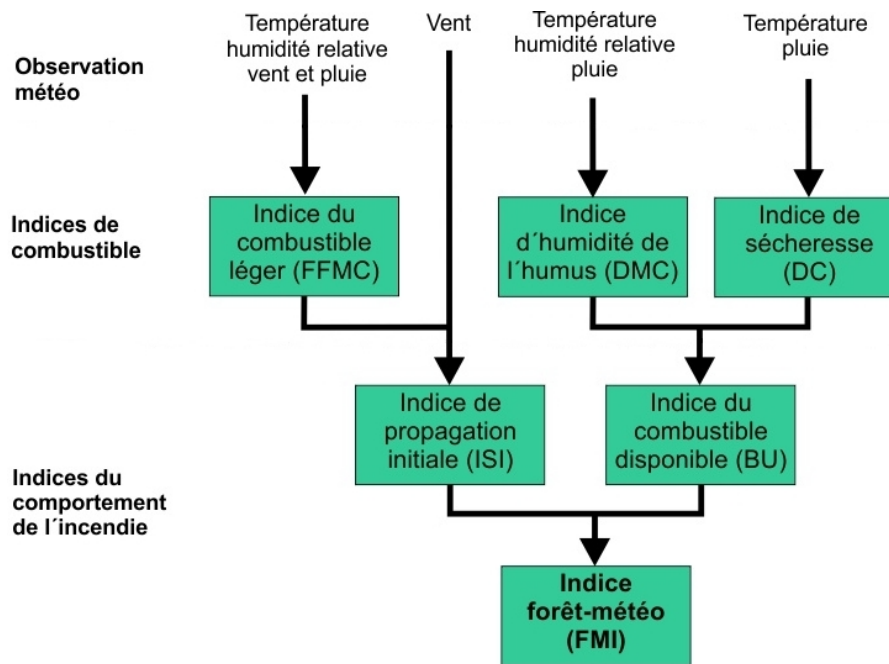 Observation
météo
Température
humidité relative
vent et pluie
Vent
Température
humidité relative
pluie
Température
pluie
Indices de
combustible
Indice du
combustible
léger (FFMC)
Indice
d´humidité de
l´humus (DMC)
Indice de
sécheresse
(DC)
Indices du
comportement
de l´incendie
Indice de
propagation
initiale (ISI)
Indice du
combustible
disponible (BU)
Indice
forêt-météo
(FMI)